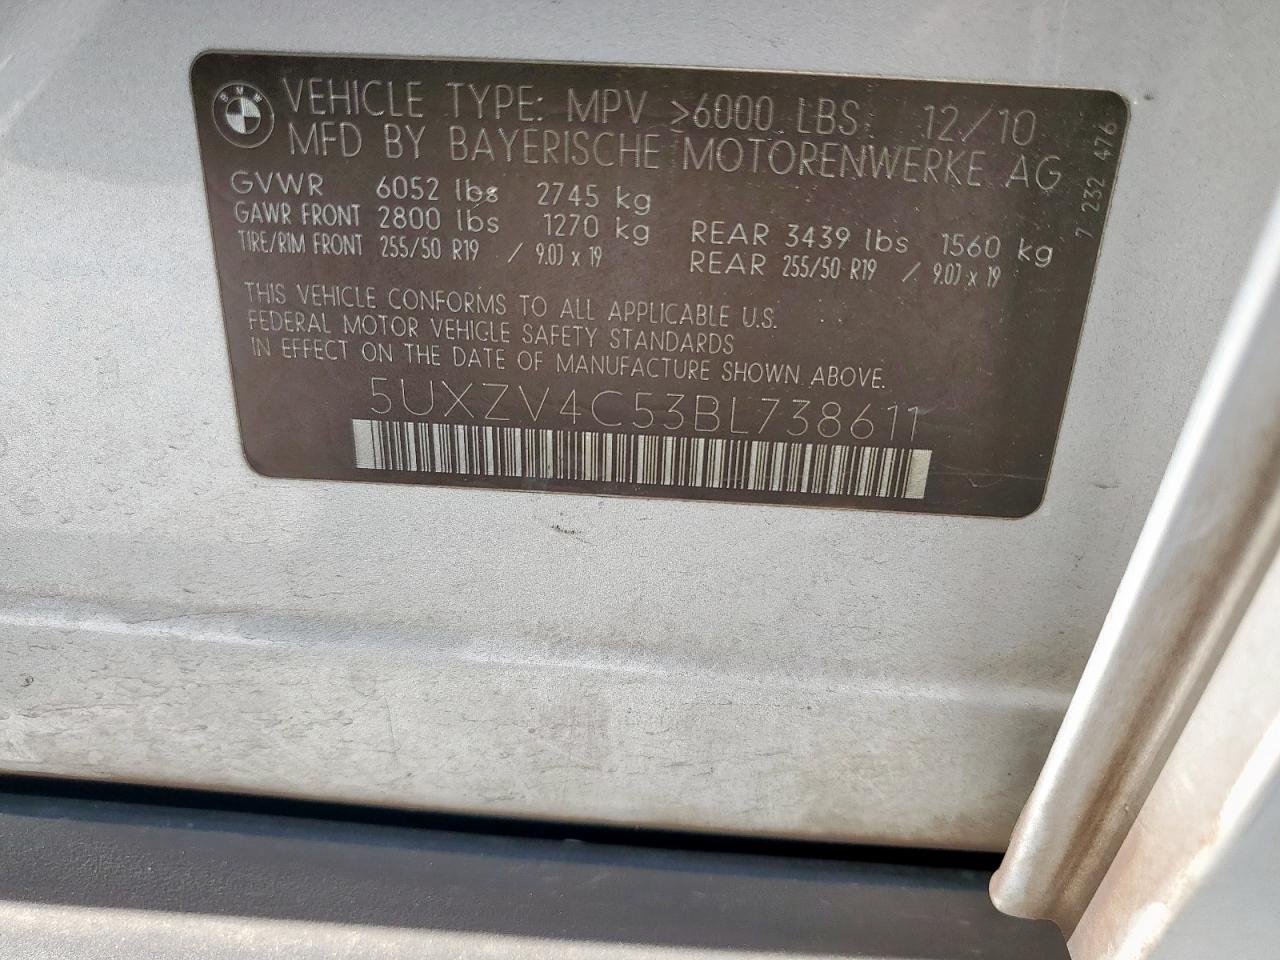 BMW
VEHICLE TYPE: MPV ≥6000 LBS. 12/10
MFD BY BAYERISCHE MOTORENWERKE AG
GVWR 6052 lbs 2745 kg
GAWR FRONT 2800 lbs 1270 kg REAR 3439 lbs 1560 kg
TIRE/RIM FRONT 255/50 R19 / 9.0J x 19 REAR 255/50 R19 / 9.0J x 19
THIS VEHICLE CONFORMS TO ALL APPLICABLE U.S.
FEDERAL MOTOR VEHICLE SAFETY STANDARDS
IN EFFECT ON THE DATE OF MANUFACTURE SHOWN ABOVE.
5UXZV4C53BL738611
7 232 476